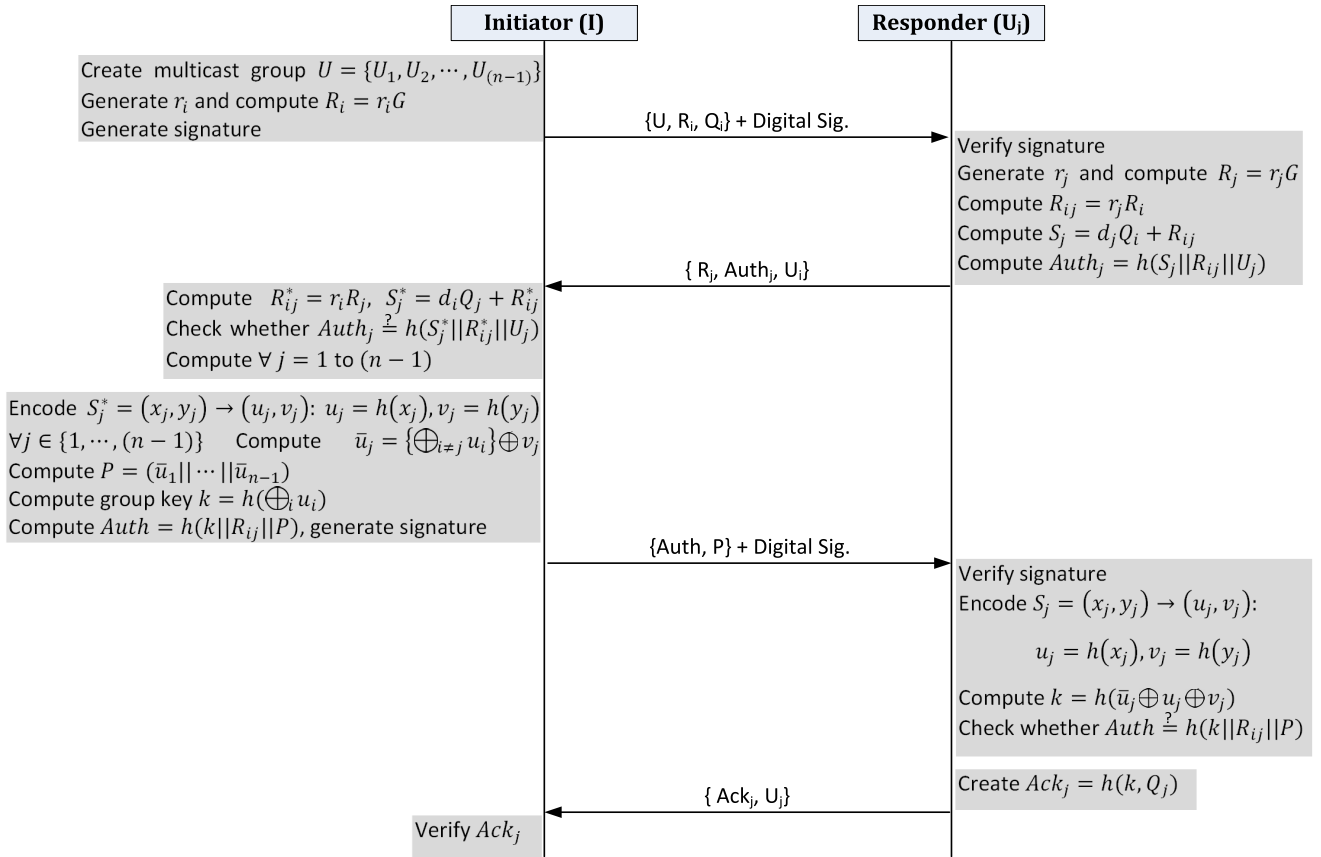 Initiator (I)
Responder (Uⱼ)
Create multicast group U = {U₁, U₂, ⋯, U₍ₙ₋₁₎}
Generate rᵢ and compute Rᵢ = rᵢG
Generate signature
{U, Rᵢ, Qᵢ} + Digital Sig.
Verify signature
Generate rⱼ and compute Rⱼ = rⱼG
Compute Rᵢⱼ = rⱼRᵢ
Compute Sⱼ = dⱼQᵢ + Rᵢⱼ
Compute Authⱼ = h(Sⱼ||Rᵢⱼ||Uⱼ)
{ Rⱼ, Authⱼ, Uᵢ}
Compute R*ᵢⱼ = rᵢRⱼ, S*ⱼ = dᵢQⱼ + R*ᵢⱼ
Check whether Authⱼ ≟ h(S*ⱼ||R*ᵢⱼ||Uⱼ)
Compute ∀ j = 1 to (n − 1)
Encode S*ⱼ = (xⱼ, yⱼ) → (uⱼ, vⱼ): uⱼ = h(xⱼ), vⱼ = h(yⱼ)
∀j ∈ {1, ⋯, (n − 1)} Compute ūⱼ = {⨁ᵢ≠ⱼ uᵢ}⨁vⱼ
Compute P = (ū₁|| ⋯ ||ūₙ₋₁)
Compute group key k = h(⨁ᵢ uᵢ)
Compute Auth = h(k||Rᵢⱼ||P), generate signature
{Auth, P} + Digital Sig.
Verify signature
Encode Sⱼ = (xⱼ, yⱼ) → (uⱼ, vⱼ):
uⱼ = h(xⱼ), vⱼ = h(yⱼ)
Compute k = h(ūⱼ⨁uⱼ⨁vⱼ)
Check whether Auth ≟ h(k||Rᵢⱼ||P)
Create Ackⱼ = h(k, Qⱼ)
{ Ackⱼ, Uⱼ}
Verify Ackⱼ